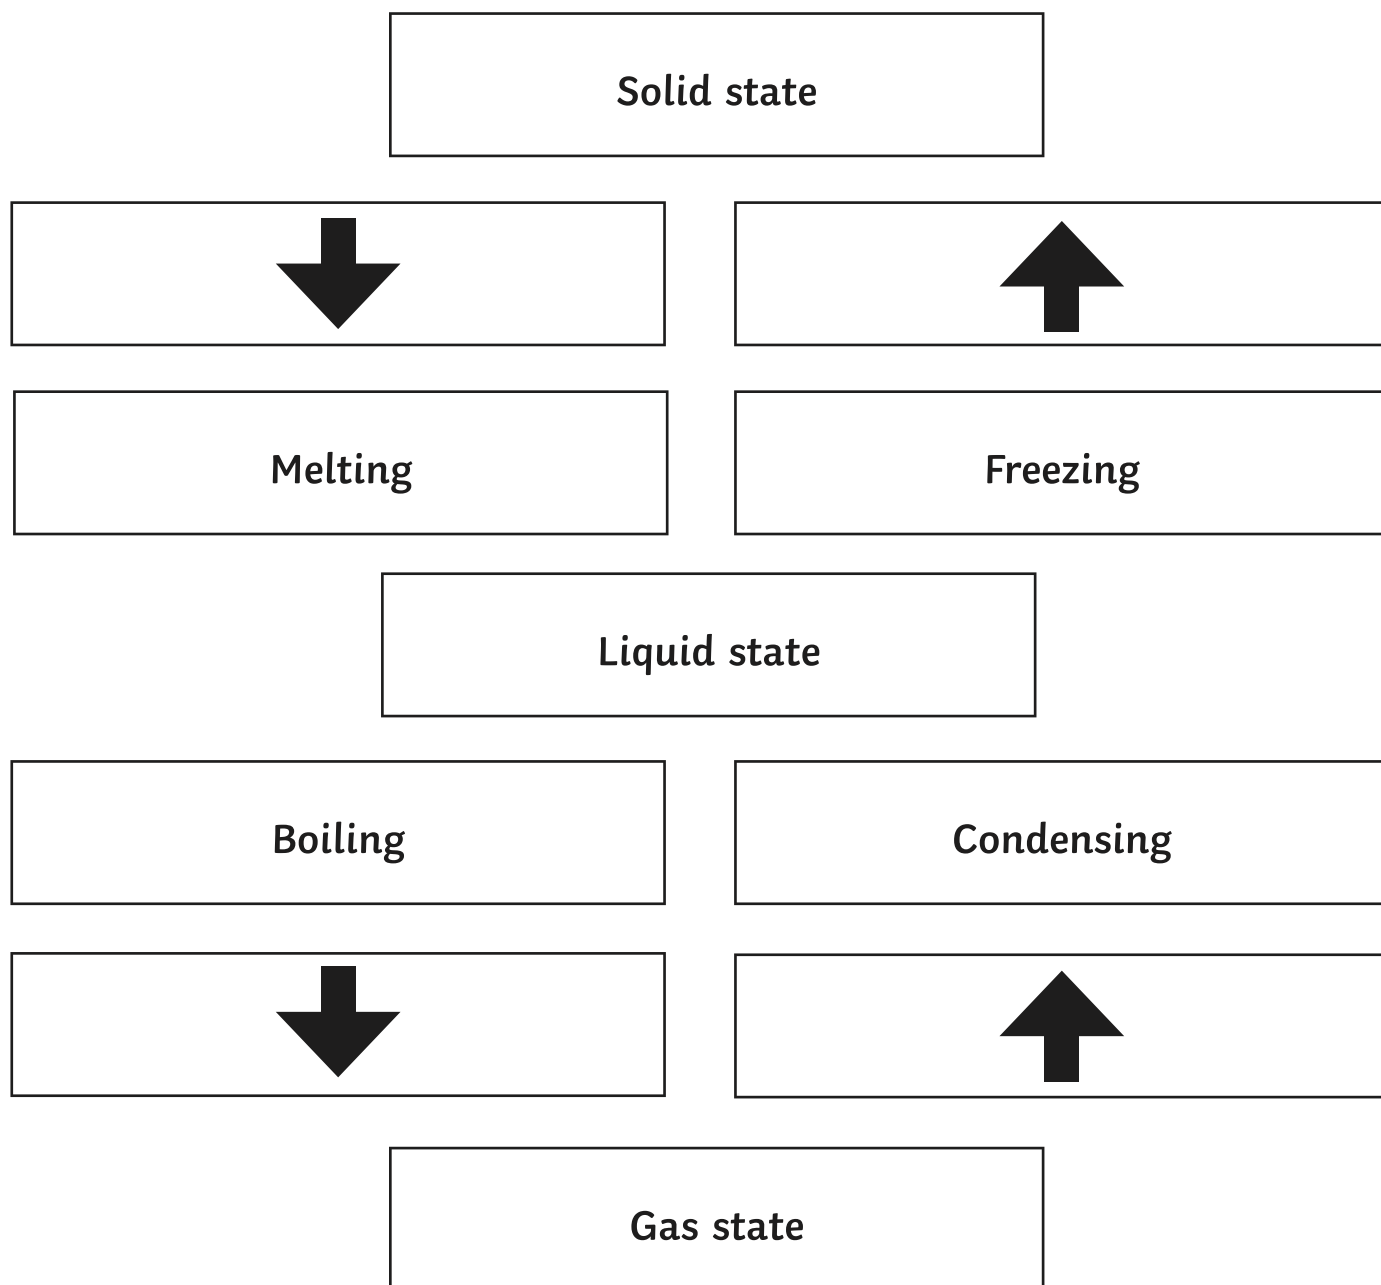 Solid state
Melting
Freezing
Liquid state
Boiling
Condensing
Gas state